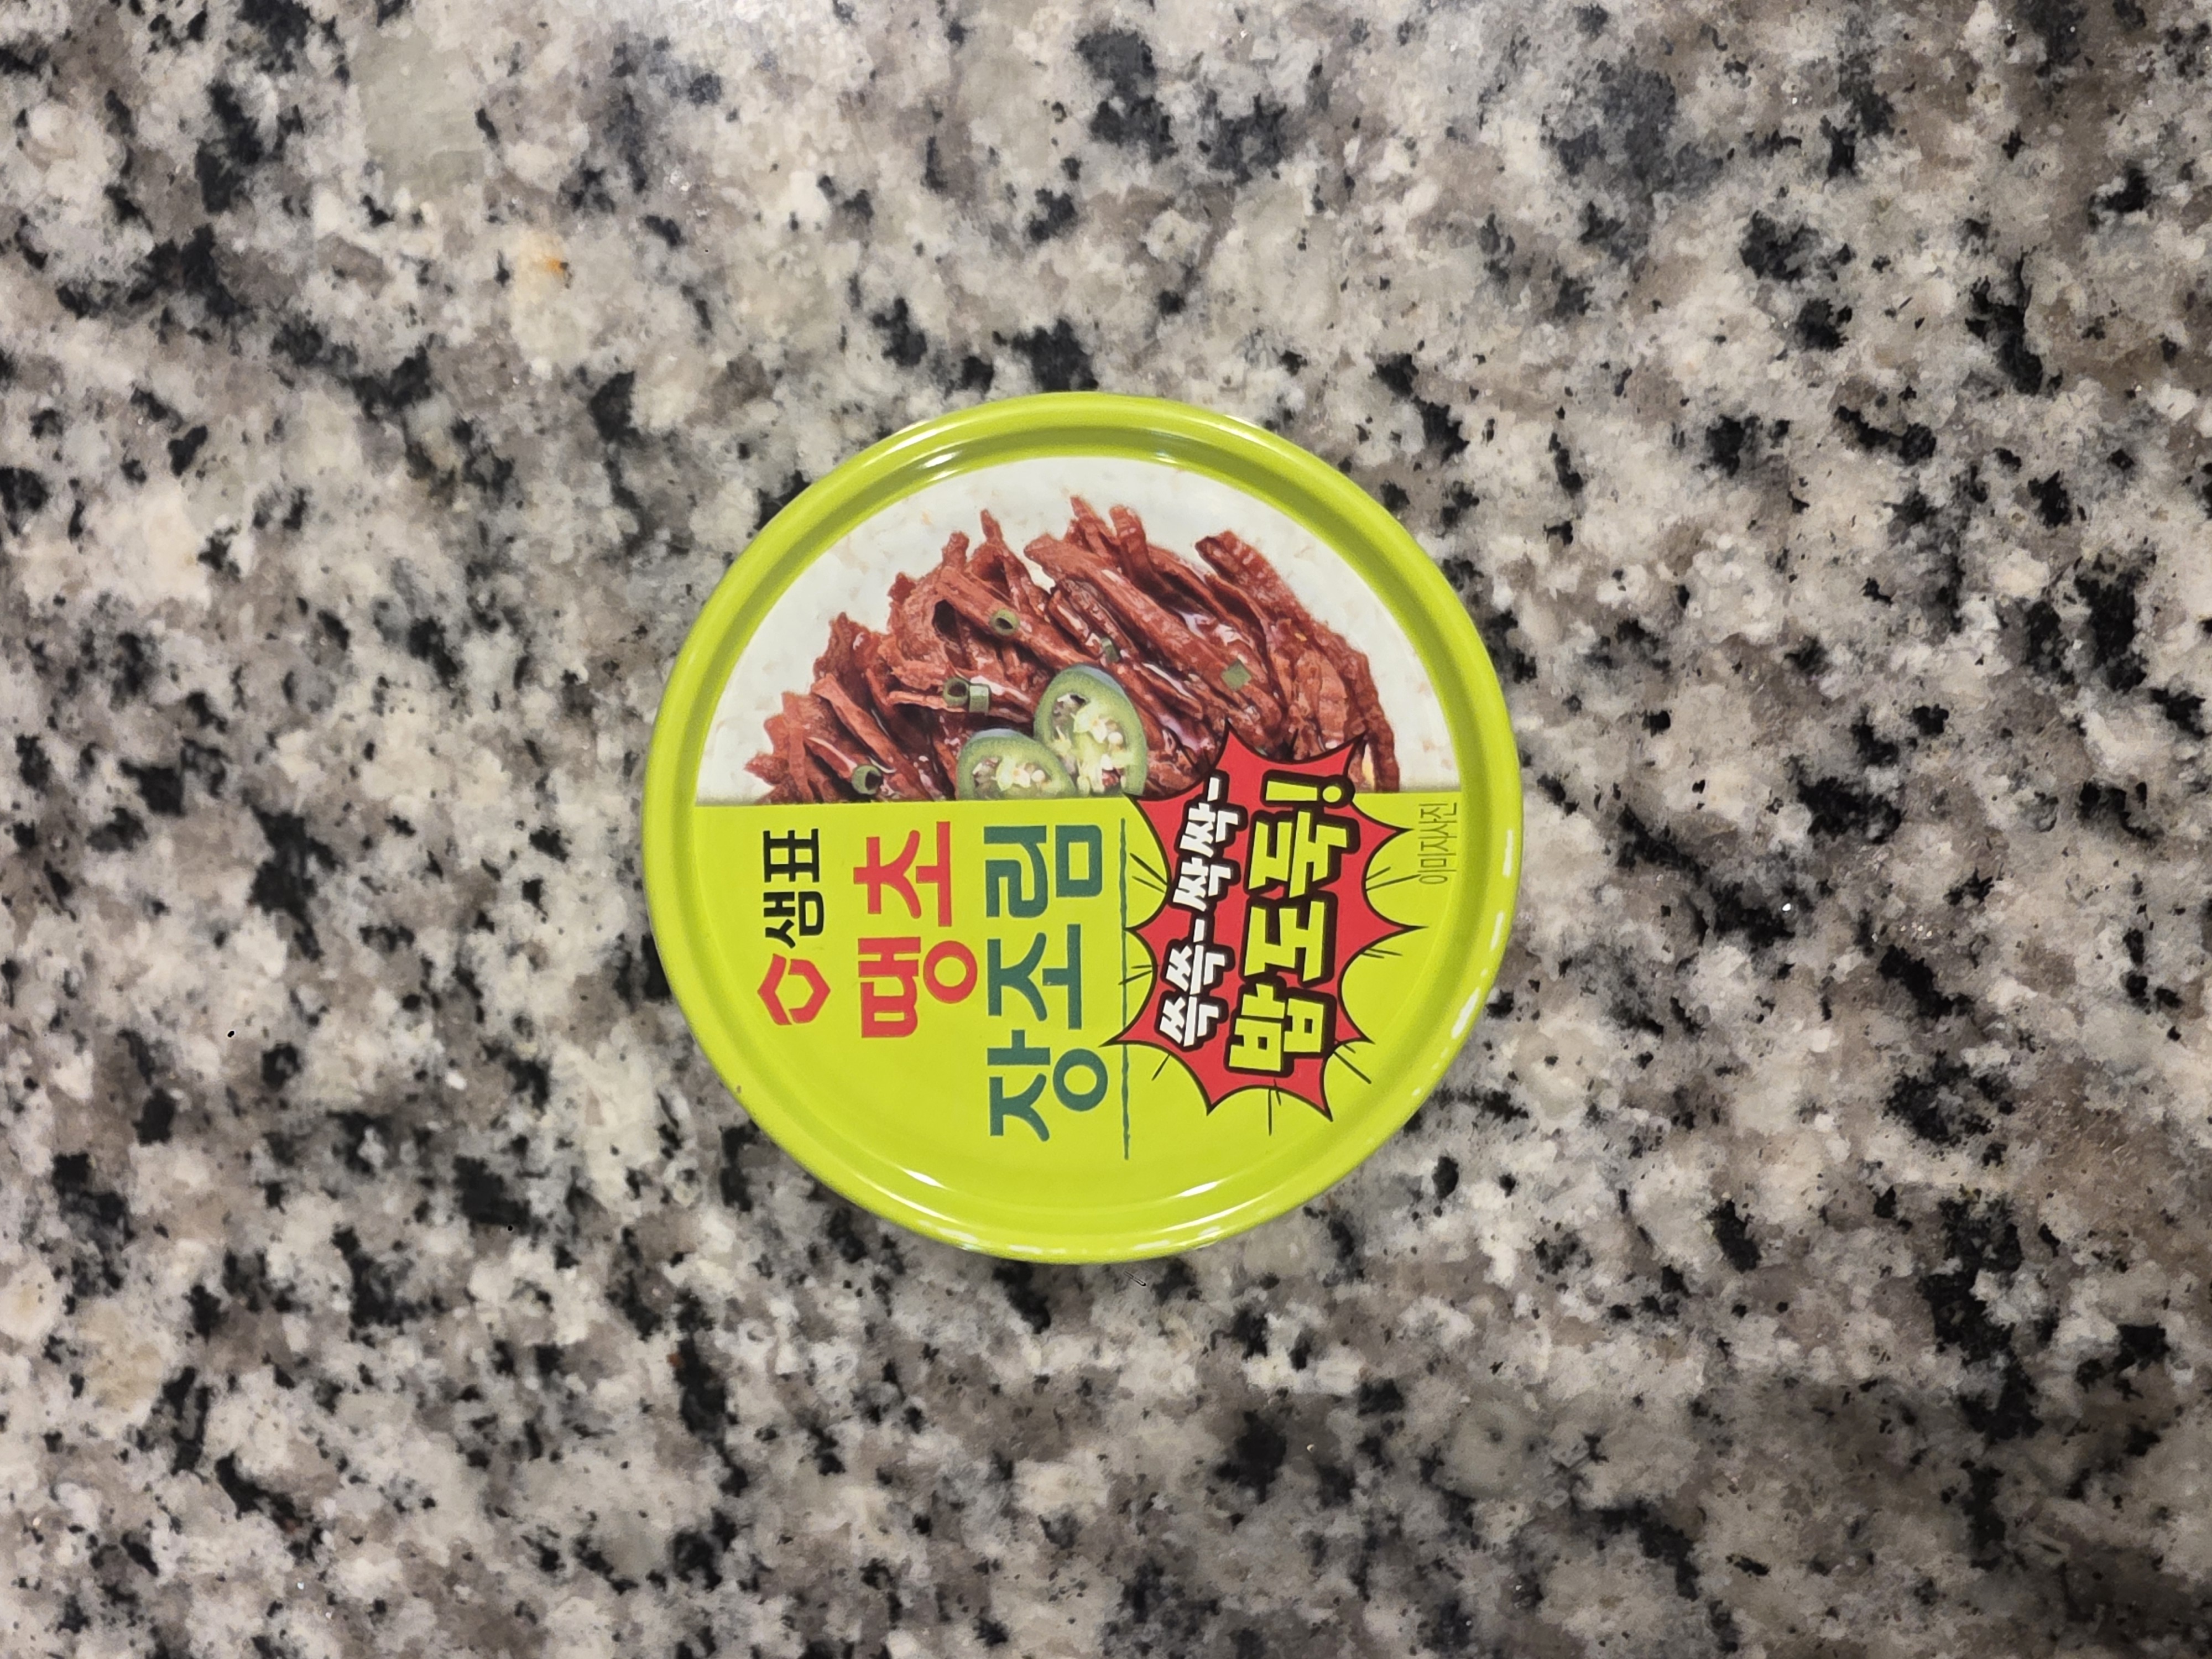 샘표
땡초
장조림
쓱쓱- 싹싹-
밥도둑!
이미지사진